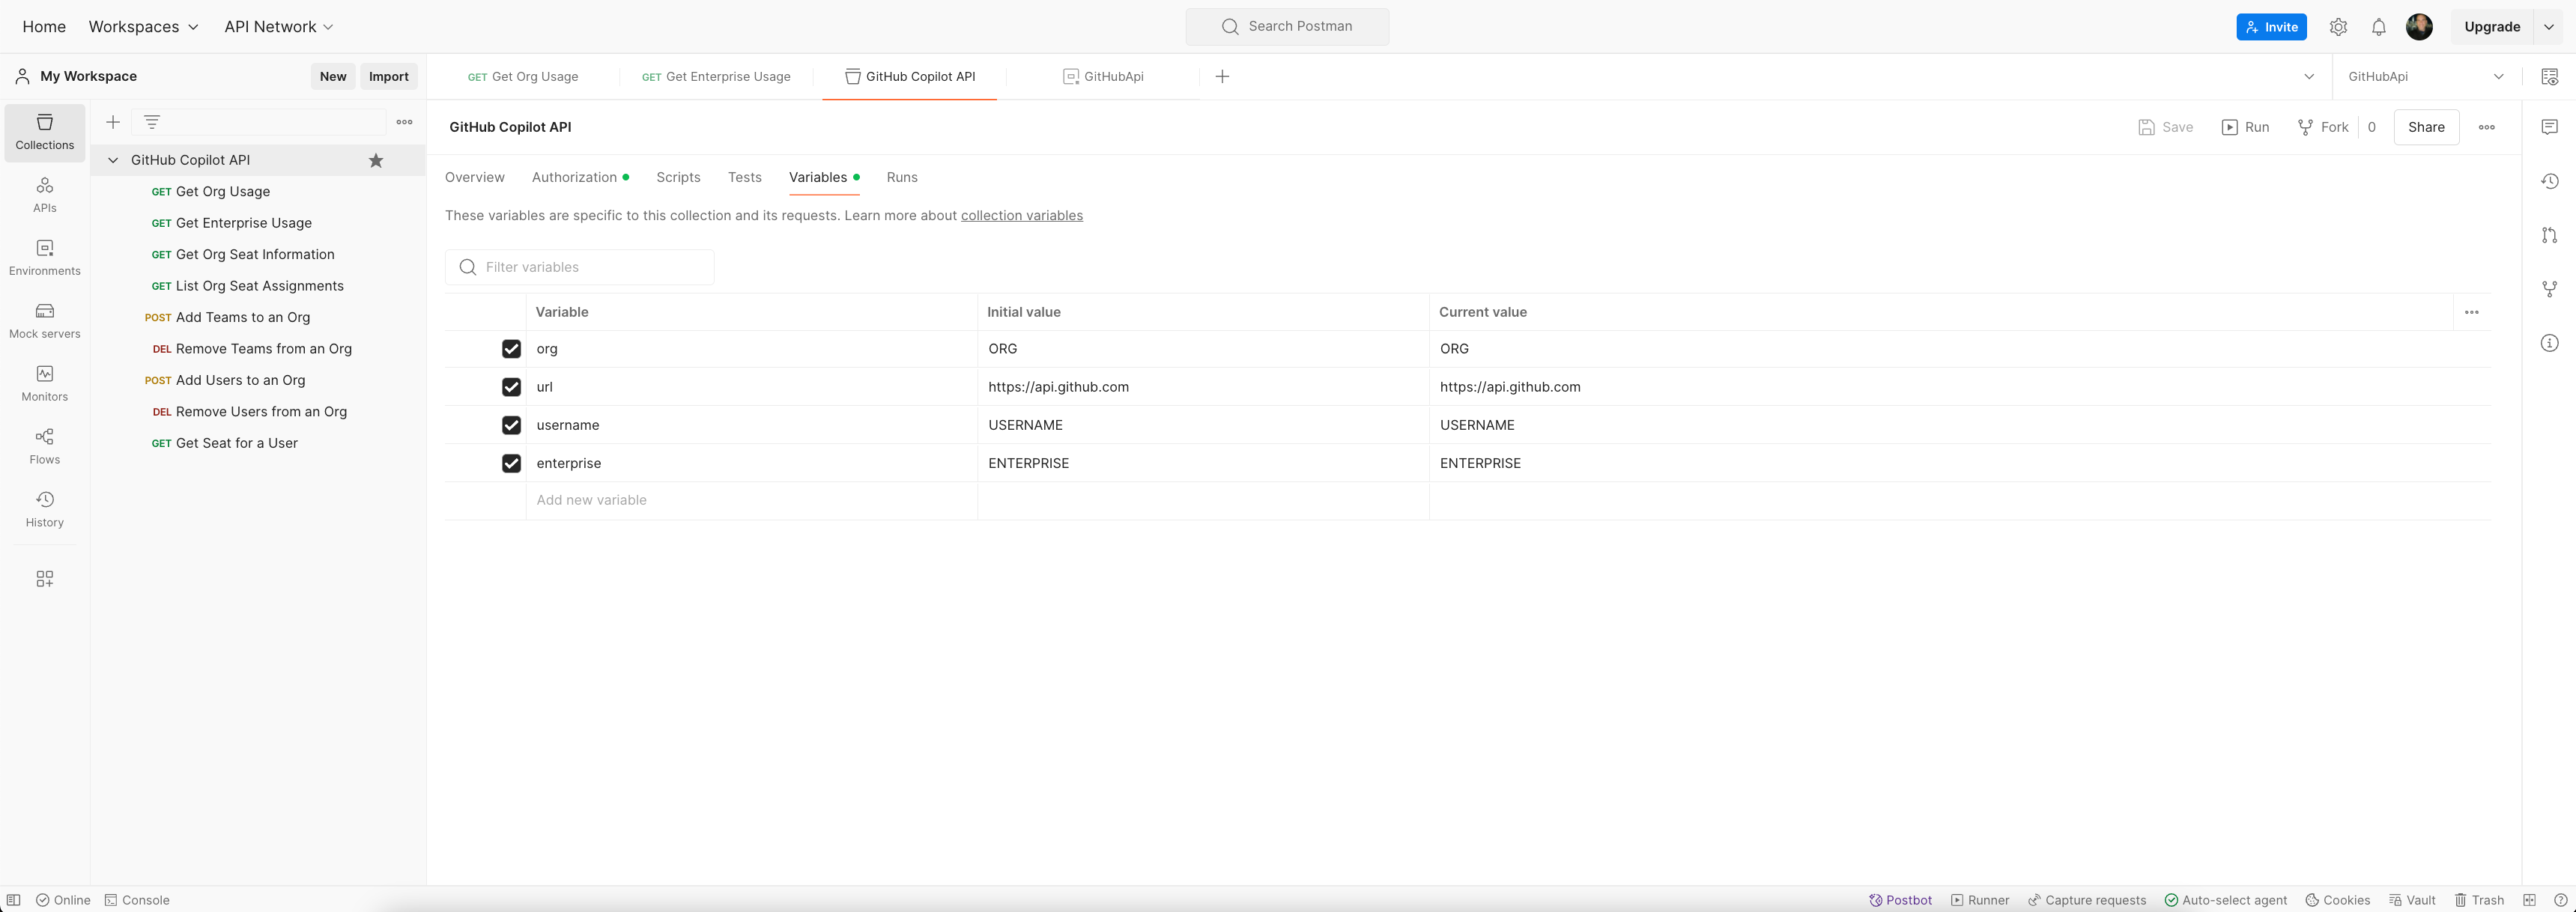 Home Workspaces API Network Search Postman Invite Upgrade
My Workspace New Import GET Get Org Usage GET Get Enterprise Usage GitHub Copilot API GitHubApi GitHubApi
Collections
APIs
Environments
Mock servers
Monitors
Flows
History
GitHub Copilot API
GET Get Org Usage
GET Get Enterprise Usage
GET Get Org Seat Information
GET List Org Seat Assignments
POST Add Teams to an Org
DEL Remove Teams from an Org
POST Add Users to an Org
DEL Remove Users from an Org
GET Get Seat for a User
GitHub Copilot API Save Run Fork 0 Share
Overview Authorization Scripts Tests Variables Runs
These variables are specific to this collection and its requests. Learn more about collection variables
Filter variables
Variable Initial value Current value
org ORG ORG
url https://api.github.com https://api.github.com
username USERNAME USERNAME
enterprise ENTERPRISE ENTERPRISE
Add new variable
Online Console Postbot Runner Capture requests Auto-select agent Cookies Vault Trash